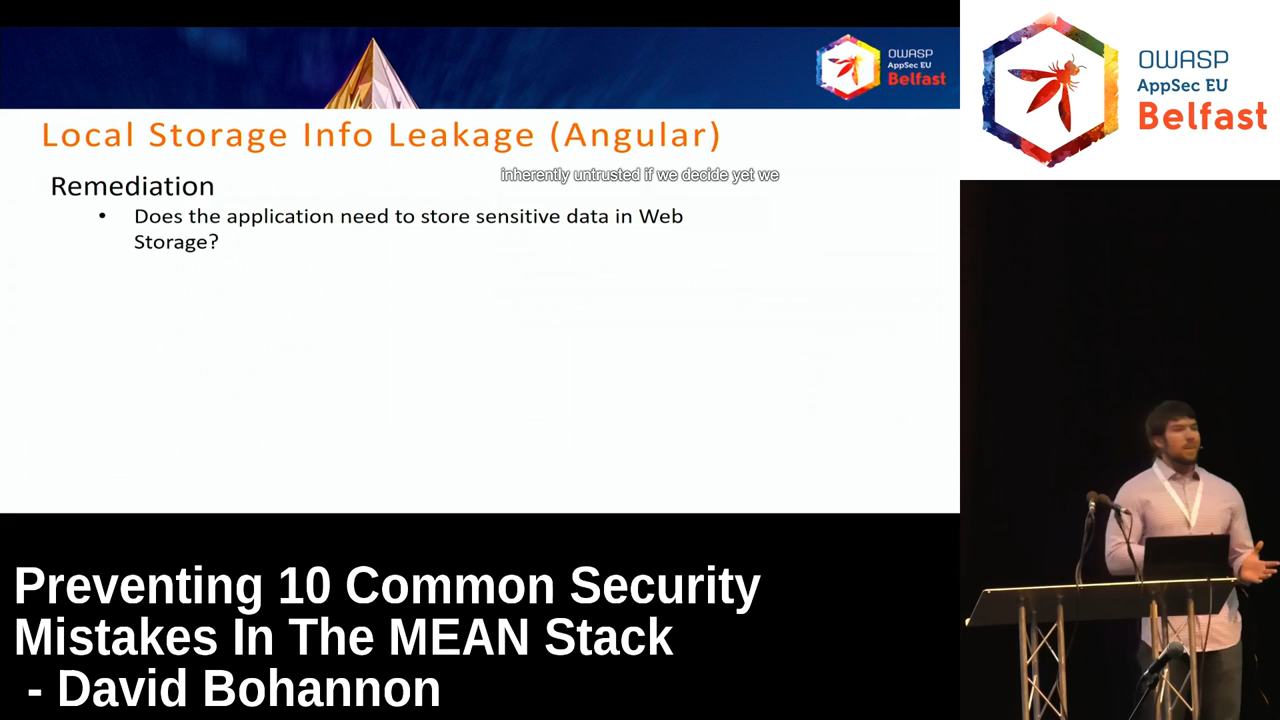 OWASP
AppSec EU
Belfast
Local Storage Info Leakage (Angular)
inherently untrusted if we decide yet we
Remediation
• Does the application need to store sensitive data in Web
Storage?
OWASP
AppSec EU
Belfast
Preventing 10 Common Security
Mistakes In The MEAN Stack
- David Bohannon